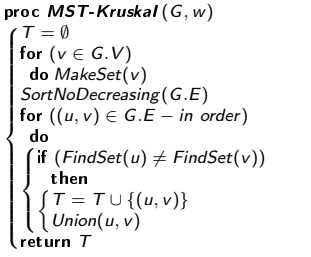 proc MST-Kruskal (G, w)
T = ∅
for (v ∈ G.V)
do MakeSet(v)
SortNoDecreasing(G.E)
for ((u, v) ∈ G.E − in order)
do
if (FindSet(u) ≠ FindSet(v))
then
T = T ∪ {(u, v)}
Union(u, v)
return T